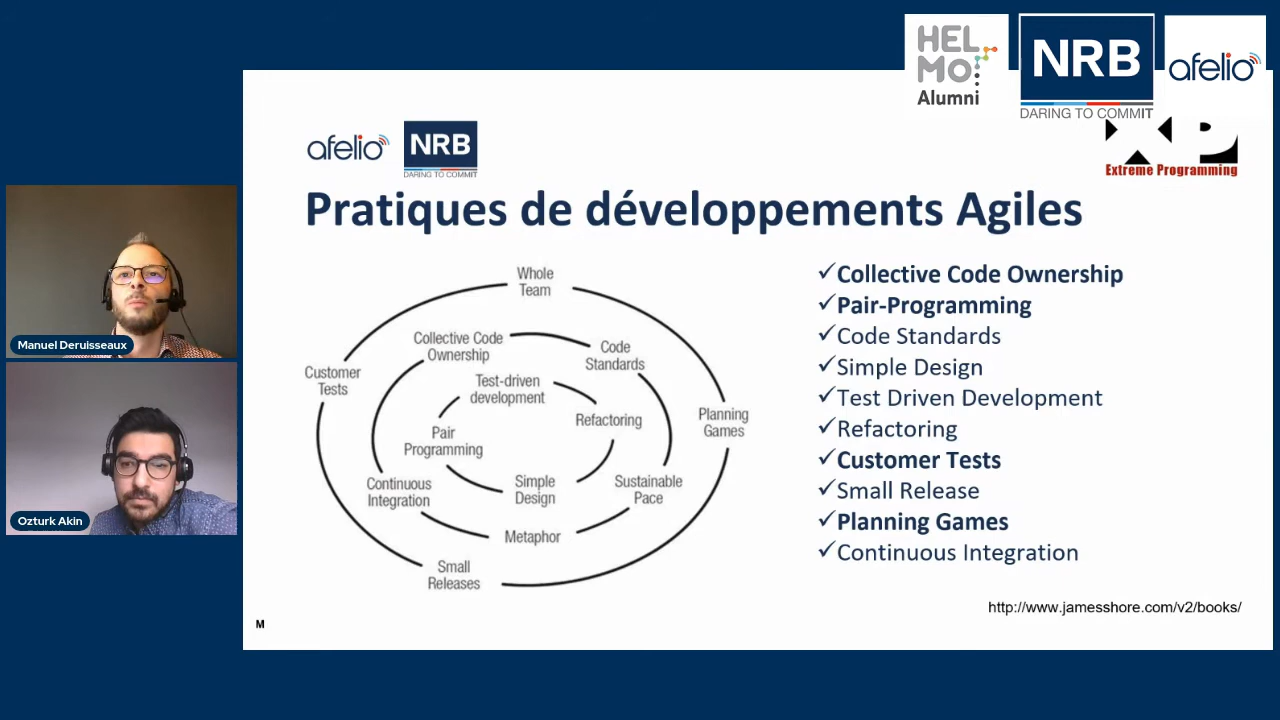 HEL
MO
Alumni
NRB
DARING TO COMMIT
afelio
afelio
NRB
DARING TO COMMIT
XP
Extreme Programming
Pratiques de développements Agiles
Whole
Team
Collective Code
Ownership
Code
Standards
Customer
Tests
Test-driven
development
Refactoring
Planning
Games
Pair
Programming
Continuous
Integration
Simple
Design
Sustainable
Pace
Metaphor
Small
Releases
✓Collective Code Ownership
✓Pair-Programming
✓Code Standards
✓Simple Design
✓Test Driven Development
✓Refactoring
✓Customer Tests
✓Small Release
✓Planning Games
✓Continuous Integration
http://www.jamesshore.com/v2/books/
M
Manuel Deruisseaux
Ozturk Akin